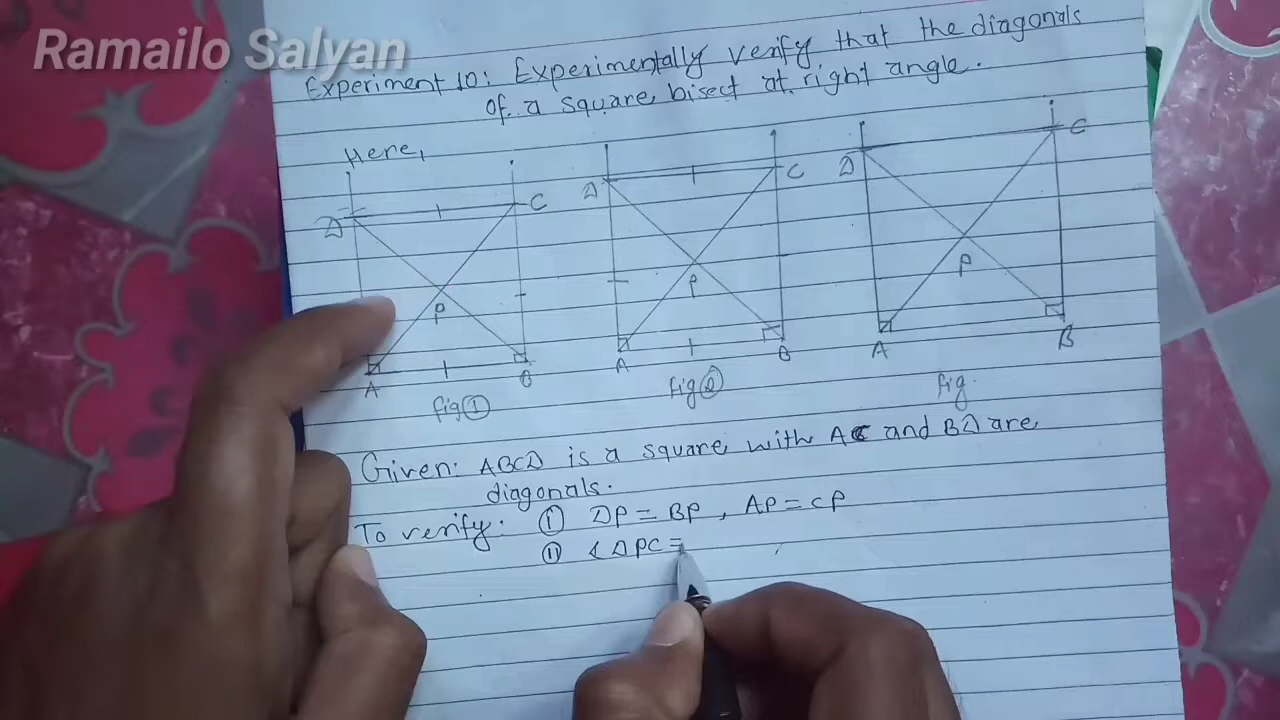 Ramailo Salyan
Experiment 10: Experimentally verify that the diagonals
of a square, bisect at right angle.
Here,
D C
P
A B
fig ①
D C
P
A B
fig ②
D C
P
A B
fig.
Given: ABCD is a square with AC and BD are
diagonals.
To verify: ⓘ DP = BP , AP = CP
ⓘⓘ ∢DPC =